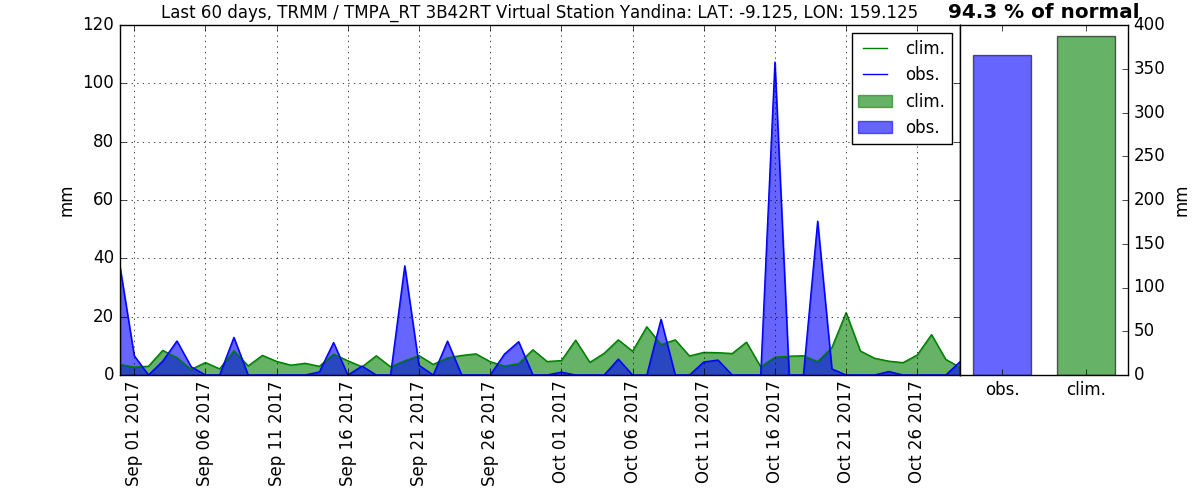 Last 60 days, TRMM / TMPA_RT 3B42RT Virtual Station Yandina: LAT: -9.125, LON: 159.125
94.3 % of normal
120
100
80
60
40
20
0
mm
clim.
obs.
clim.
obs.
400
350
300
250
200
150
100
50
0
mm
obs.
clim.
Sep 01 2017
Sep 06 2017
Sep 11 2017
Sep 16 2017
Sep 21 2017
Sep 26 2017
Oct 01 2017
Oct 06 2017
Oct 11 2017
Oct 16 2017
Oct 21 2017
Oct 26 2017